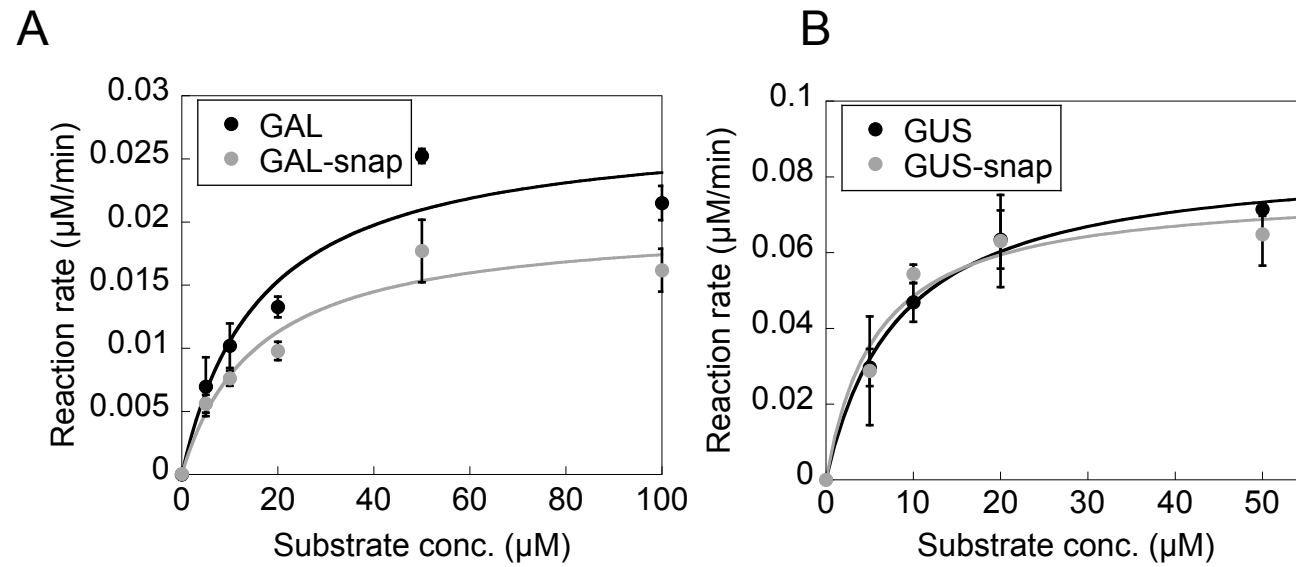 A
Reaction rate (µM/min)
0.03
0.025
0.02
0.015
0.01
0.005
0
GAL
GAL-snap
0 20 40 60 80 100
Substrate conc. (µM)
B
Reaction rate (µM/min)
0.1
0.08
0.06
0.04
0.02
0
GUS
GUS-snap
0 10 20 30 40 50
Substrate conc. (µM)